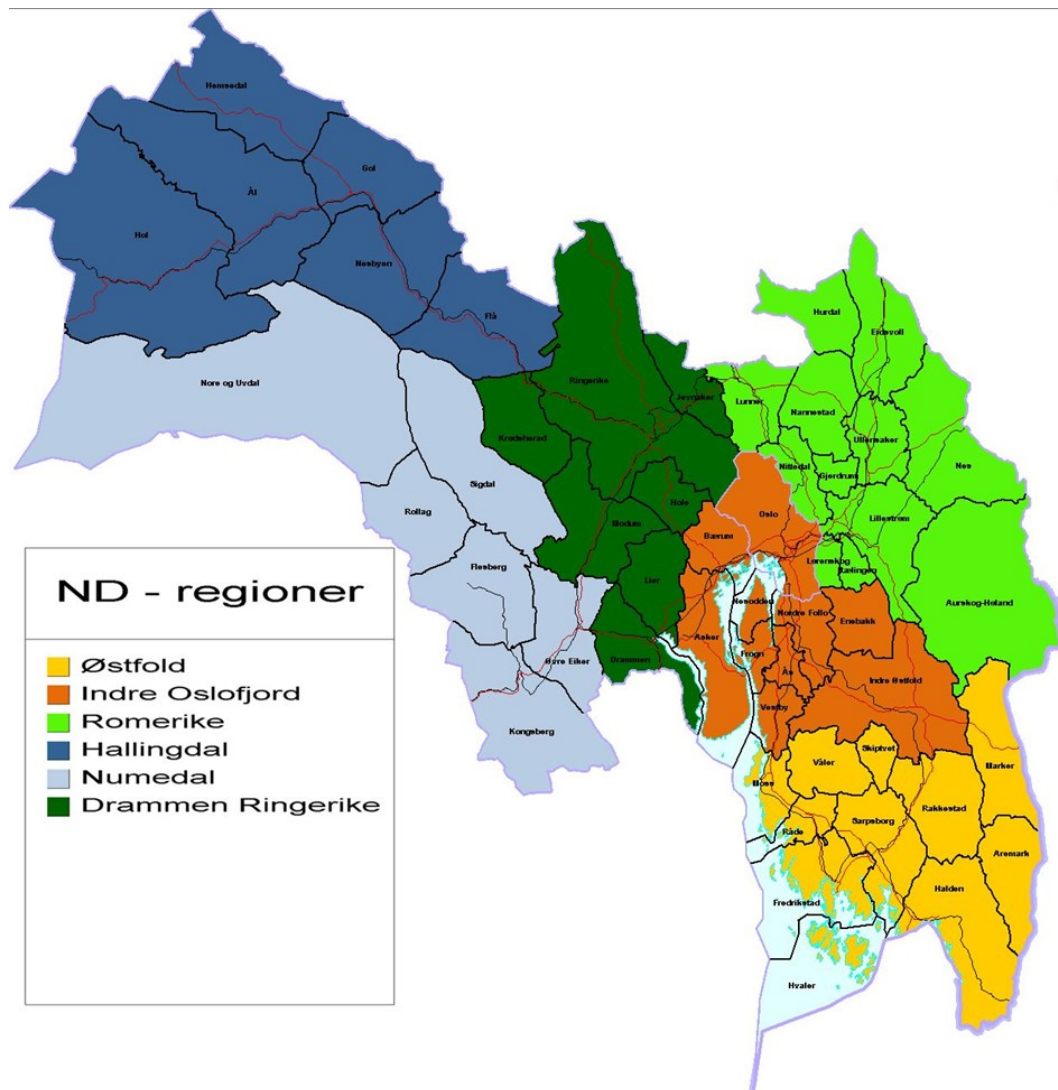 Hemsedal
Gol
Ål
Hol
Nesbyen
Flå
Nore og Uvdal
Hurdal
Eidsvoll
Ringerike
Jevnaker
Lunner
Nannestad
Ullensaker
Krødsherad
Nittedal
Gjerdrum
Nes
Sigdal
Hole
Rollag
Oslo
Lillestrøm
Modum
Bærum
Lørenskog
Rælingen
Flesberg
Lier
Aurskog-Høland
Nesodden
Nordre Follo
Enebakk
Asker
Frogn
Ås
Øvre Eiker
Drammen
Indre Østfold
Vestby
Kongsberg
Skiptvet
Våler
Marker
Moss
Rakkestad
Sarpsborg
Råde
Aremark
Halden
Fredrikstad
Hvaler
ND - regioner
Østfold
Indre Oslofjord
Romerike
Hallingdal
Numedal
Drammen Ringerike